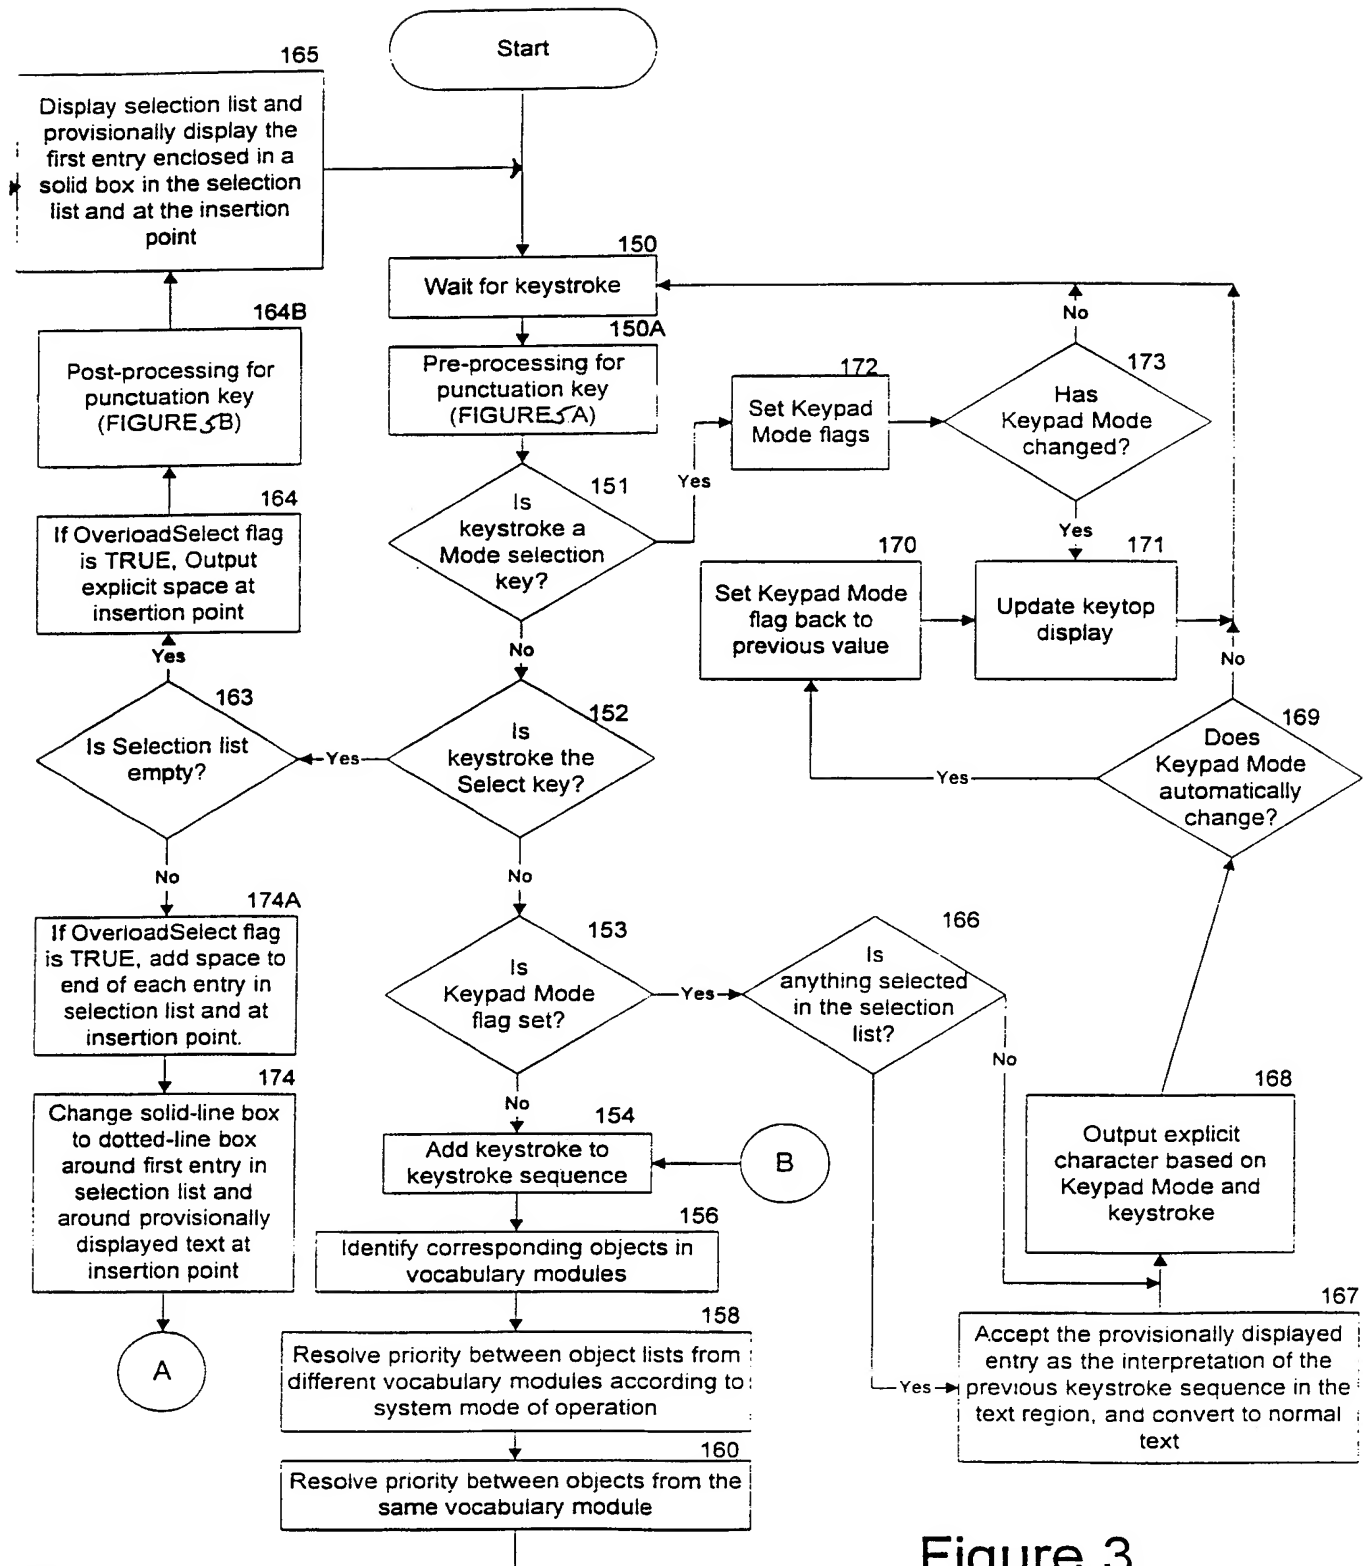 Start
165
Display selection list and
provisionally display the
first entry enclosed in a
solid box in the selection
list and at the insertion
point
150
Wait for keystroke
164B
Post-processing for
punctuation key
(FIGURE 5B)
150A
Pre-processing for
punctuation key
(FIGURE 5A)
172
Set Keypad
Mode flags
No
173
Has
Keypad Mode
changed?
Yes
164
If OverloadSelect flag
is TRUE, Output
explicit space at
insertion point
Yes
151
Is
keystroke a
Mode selection
key?
Yes
No
170
Set Keypad Mode
flag back to
previous value
171
Update keytop
display
No
163
Is Selection list
empty?
Yes
No
152
Is
keystroke the
Select key?
No
169
Does
Keypad Mode
automatically
change?
Yes
174A
If OverloadSelect flag
is TRUE, add space to
end of each entry in
selection list and at
insertion point.
153
Is
Keypad Mode
flag set?
Yes
No
166
Is
anything selected
in the selection
list?
No
Yes
174
Change solid-line box
to dotted-line box
around first entry in
selection list and
around provisionally
displayed text at
insertion point
A
154
Add keystroke to
keystroke sequence
B
168
Output explicit
character based on
Keypad Mode and
keystroke
156
Identify corresponding objects in
vocabulary modules
158
Resolve priority between object lists from
different vocabulary modules according to
system mode of operation
167
Accept the provisionally displayed
entry as the interpretation of the
previous keystroke sequence in the
text region, and convert to normal
text
160
Resolve priority between objects from the
same vocabulary module
Figure 3